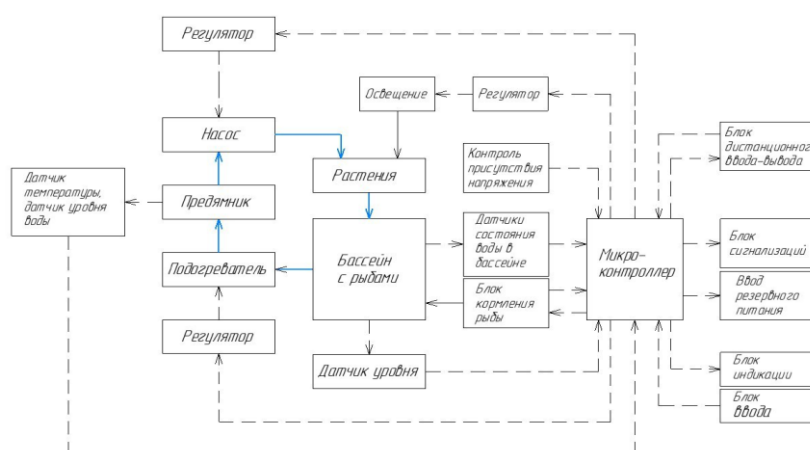 Регулятор
Освещение
Регулятор
Насос
Блок
дистанционного
ввода-вывода
Контроль
присутствия
напряжения
Растения
Датчик
температуры,
датчик уровня
воды
Предямник
Датчики
состояния
воды в
бассейне
Бассейн
с рыбами
Микро-
контроллер
Блок
сигнализаций
Подогреватель
Блок
кормления
рыбы
Ввод
резервного
питания
Регулятор
Датчик уровня
Блок
индикации
Блок
ввода